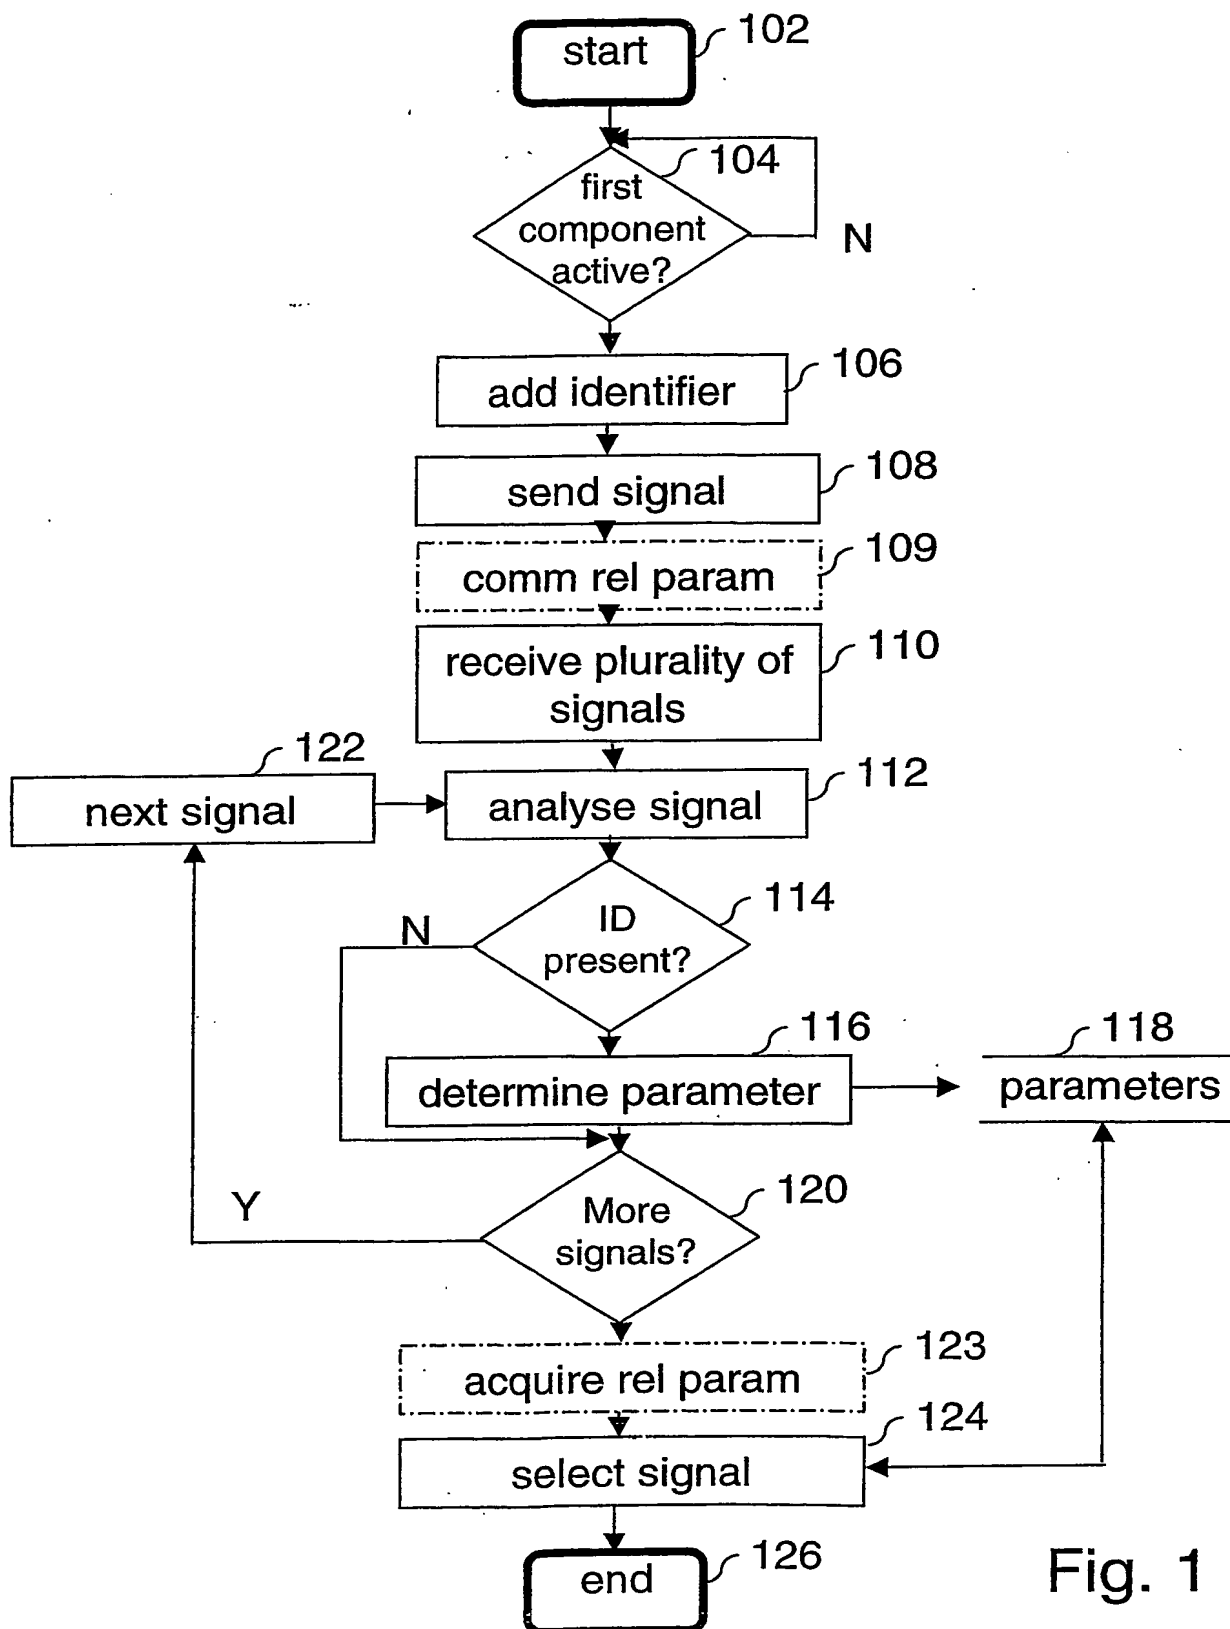 start
102
104
first
component
active?
N
add identifier
106
send signal
108
comm rel param
109
receive plurality of
signals
110
122
next signal
analyse signal
112
ID
present?
114
N
116
determine parameter
118
parameters
More
signals?
120
Y
acquire rel param
123
select signal
124
end
126
Fig. 1